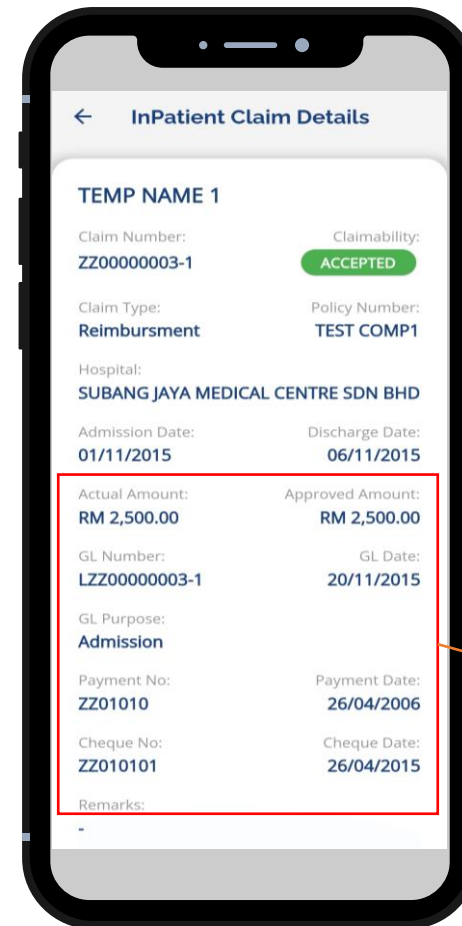 InPatient Claim Details
TEMP NAME 1
Claim Number: Claimability:
ZZ00000003-1 ACCEPTED
Claim Type: Policy Number:
Reimbursment TEST COMP1
Hospital:
SUBANG JAYA MEDICAL CENTRE SDN BHD
Admission Date: Discharge Date:
01/11/2015 06/11/2015
Actual Amount: Approved Amount:
RM 2,500.00 RM 2,500.00
GL Number: GL Date:
LZZ00000003-1 20/11/2015
GL Purpose:
Admission
Payment No: Payment Date:
ZZ01010 26/04/2006
Cheque No: Cheque Date:
ZZ010101 26/04/2015
Remarks:
-